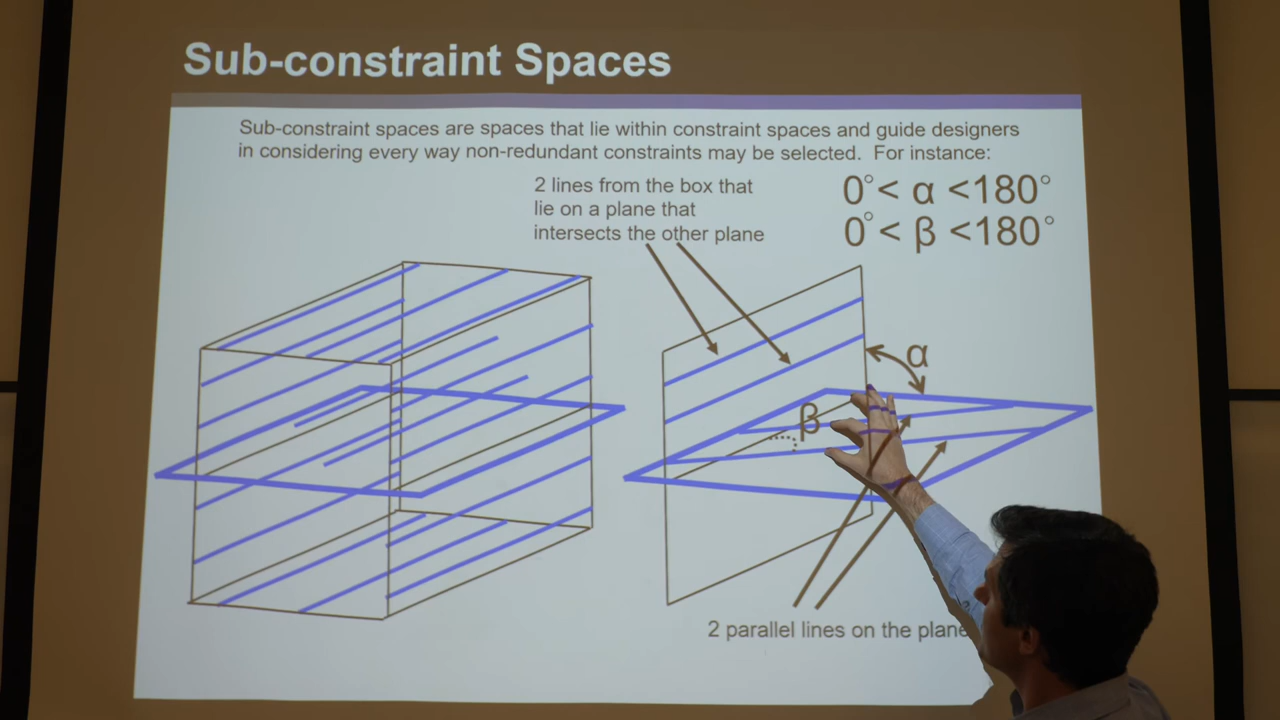 Sub-constraint Spaces
Sub-constraint spaces are spaces that lie within constraint spaces and guide designers
in considering every way non-redundant constraints may be selected. For instance:
2 lines from the box that
lie on a plane that
intersects the other plane
0°< α <180°
0°< β <180°
α
β
2 parallel lines on the plane